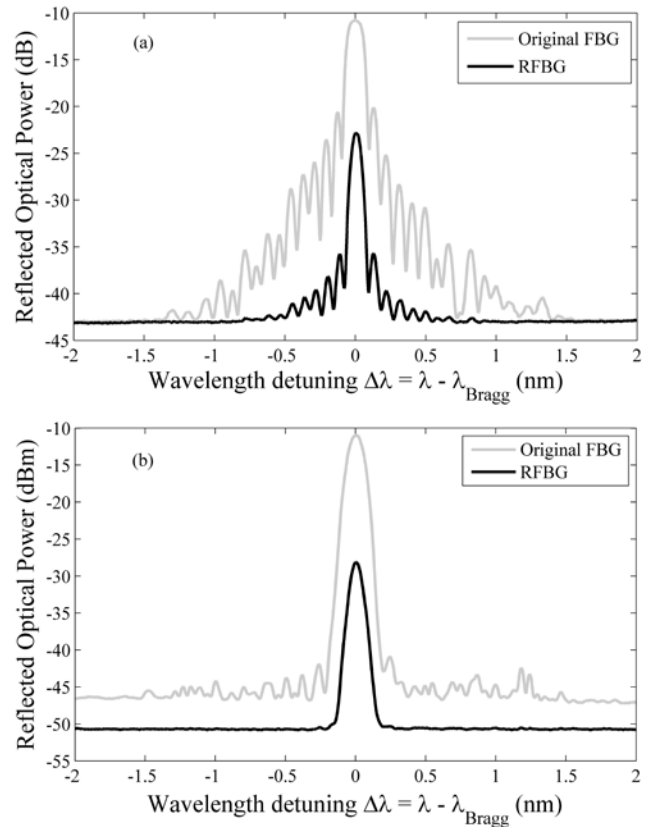 (a)
Original FBG
RFBG
Reflected Optical Power (dB)
-10
-15
-20
-25
-30
-35
-40
-45
-2 -1.5 -1 -0.5 0 0.5 1 1.5 2
Wavelength detuning Δλ = λ - λBragg (nm)
(b)
Original FBG
RFBG
Reflected Optical Power (dBm)
-10
-15
-20
-25
-30
-35
-40
-45
-50
-55
-2 -1.5 -1 -0.5 0 0.5 1 1.5 2
Wavelength detuning Δλ = λ - λBragg (nm)